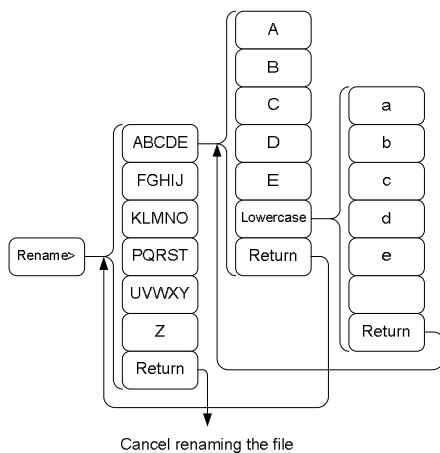 Rename>
ABCDE
FGHIJ
KLMNO
PQRST
UVWXY
Z
Return
A
B
C
D
E
Lowercase
Return
a
b
c
d
e
Return
Cancel renaming the file